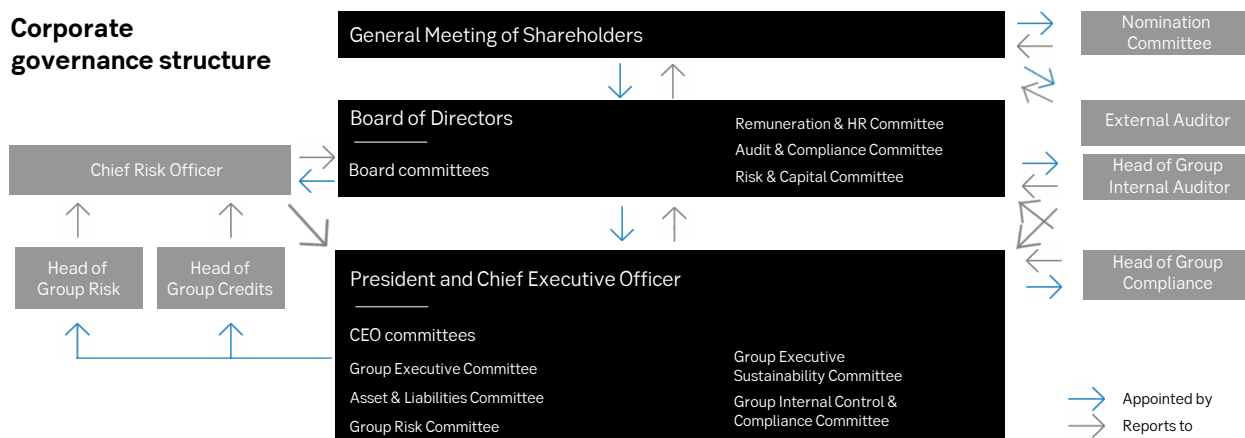 Corporate
governance structure
General Meeting of Shareholders
Nomination
Committee
Board of Directors
Board committees
Remuneration & HR Committee
Audit & Compliance Committee
Risk & Capital Committee
External Auditor
Chief Risk Officer
Head of Group
Internal Auditor
Head of
Group Risk
Head of
Group Credits
President and Chief Executive Officer
CEO committees
Group Executive Committee
Asset & Liabilities Committee
Group Risk Committee
Group Executive
Sustainability Committee
Group Internal Control &
Compliance Committee
Head of Group
Compliance
Appointed by
Reports to